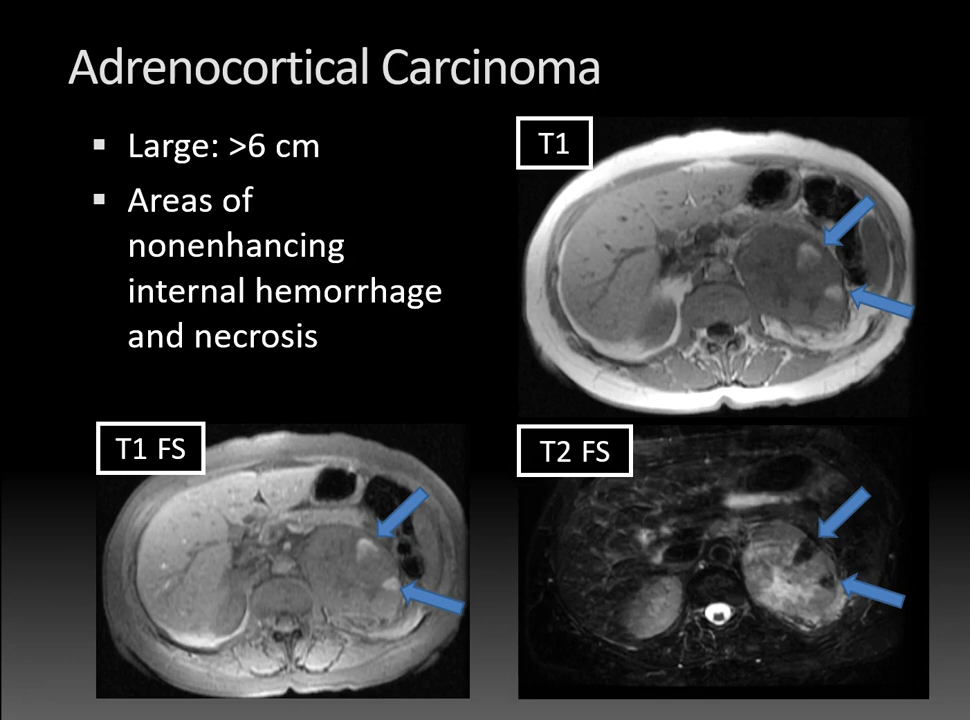 Adrenocortical Carcinoma
▪ Large: >6 cm
▪ Areas of
nonenhancing
internal hemorrhage
and necrosis
T1
T1 FS
T2 FS